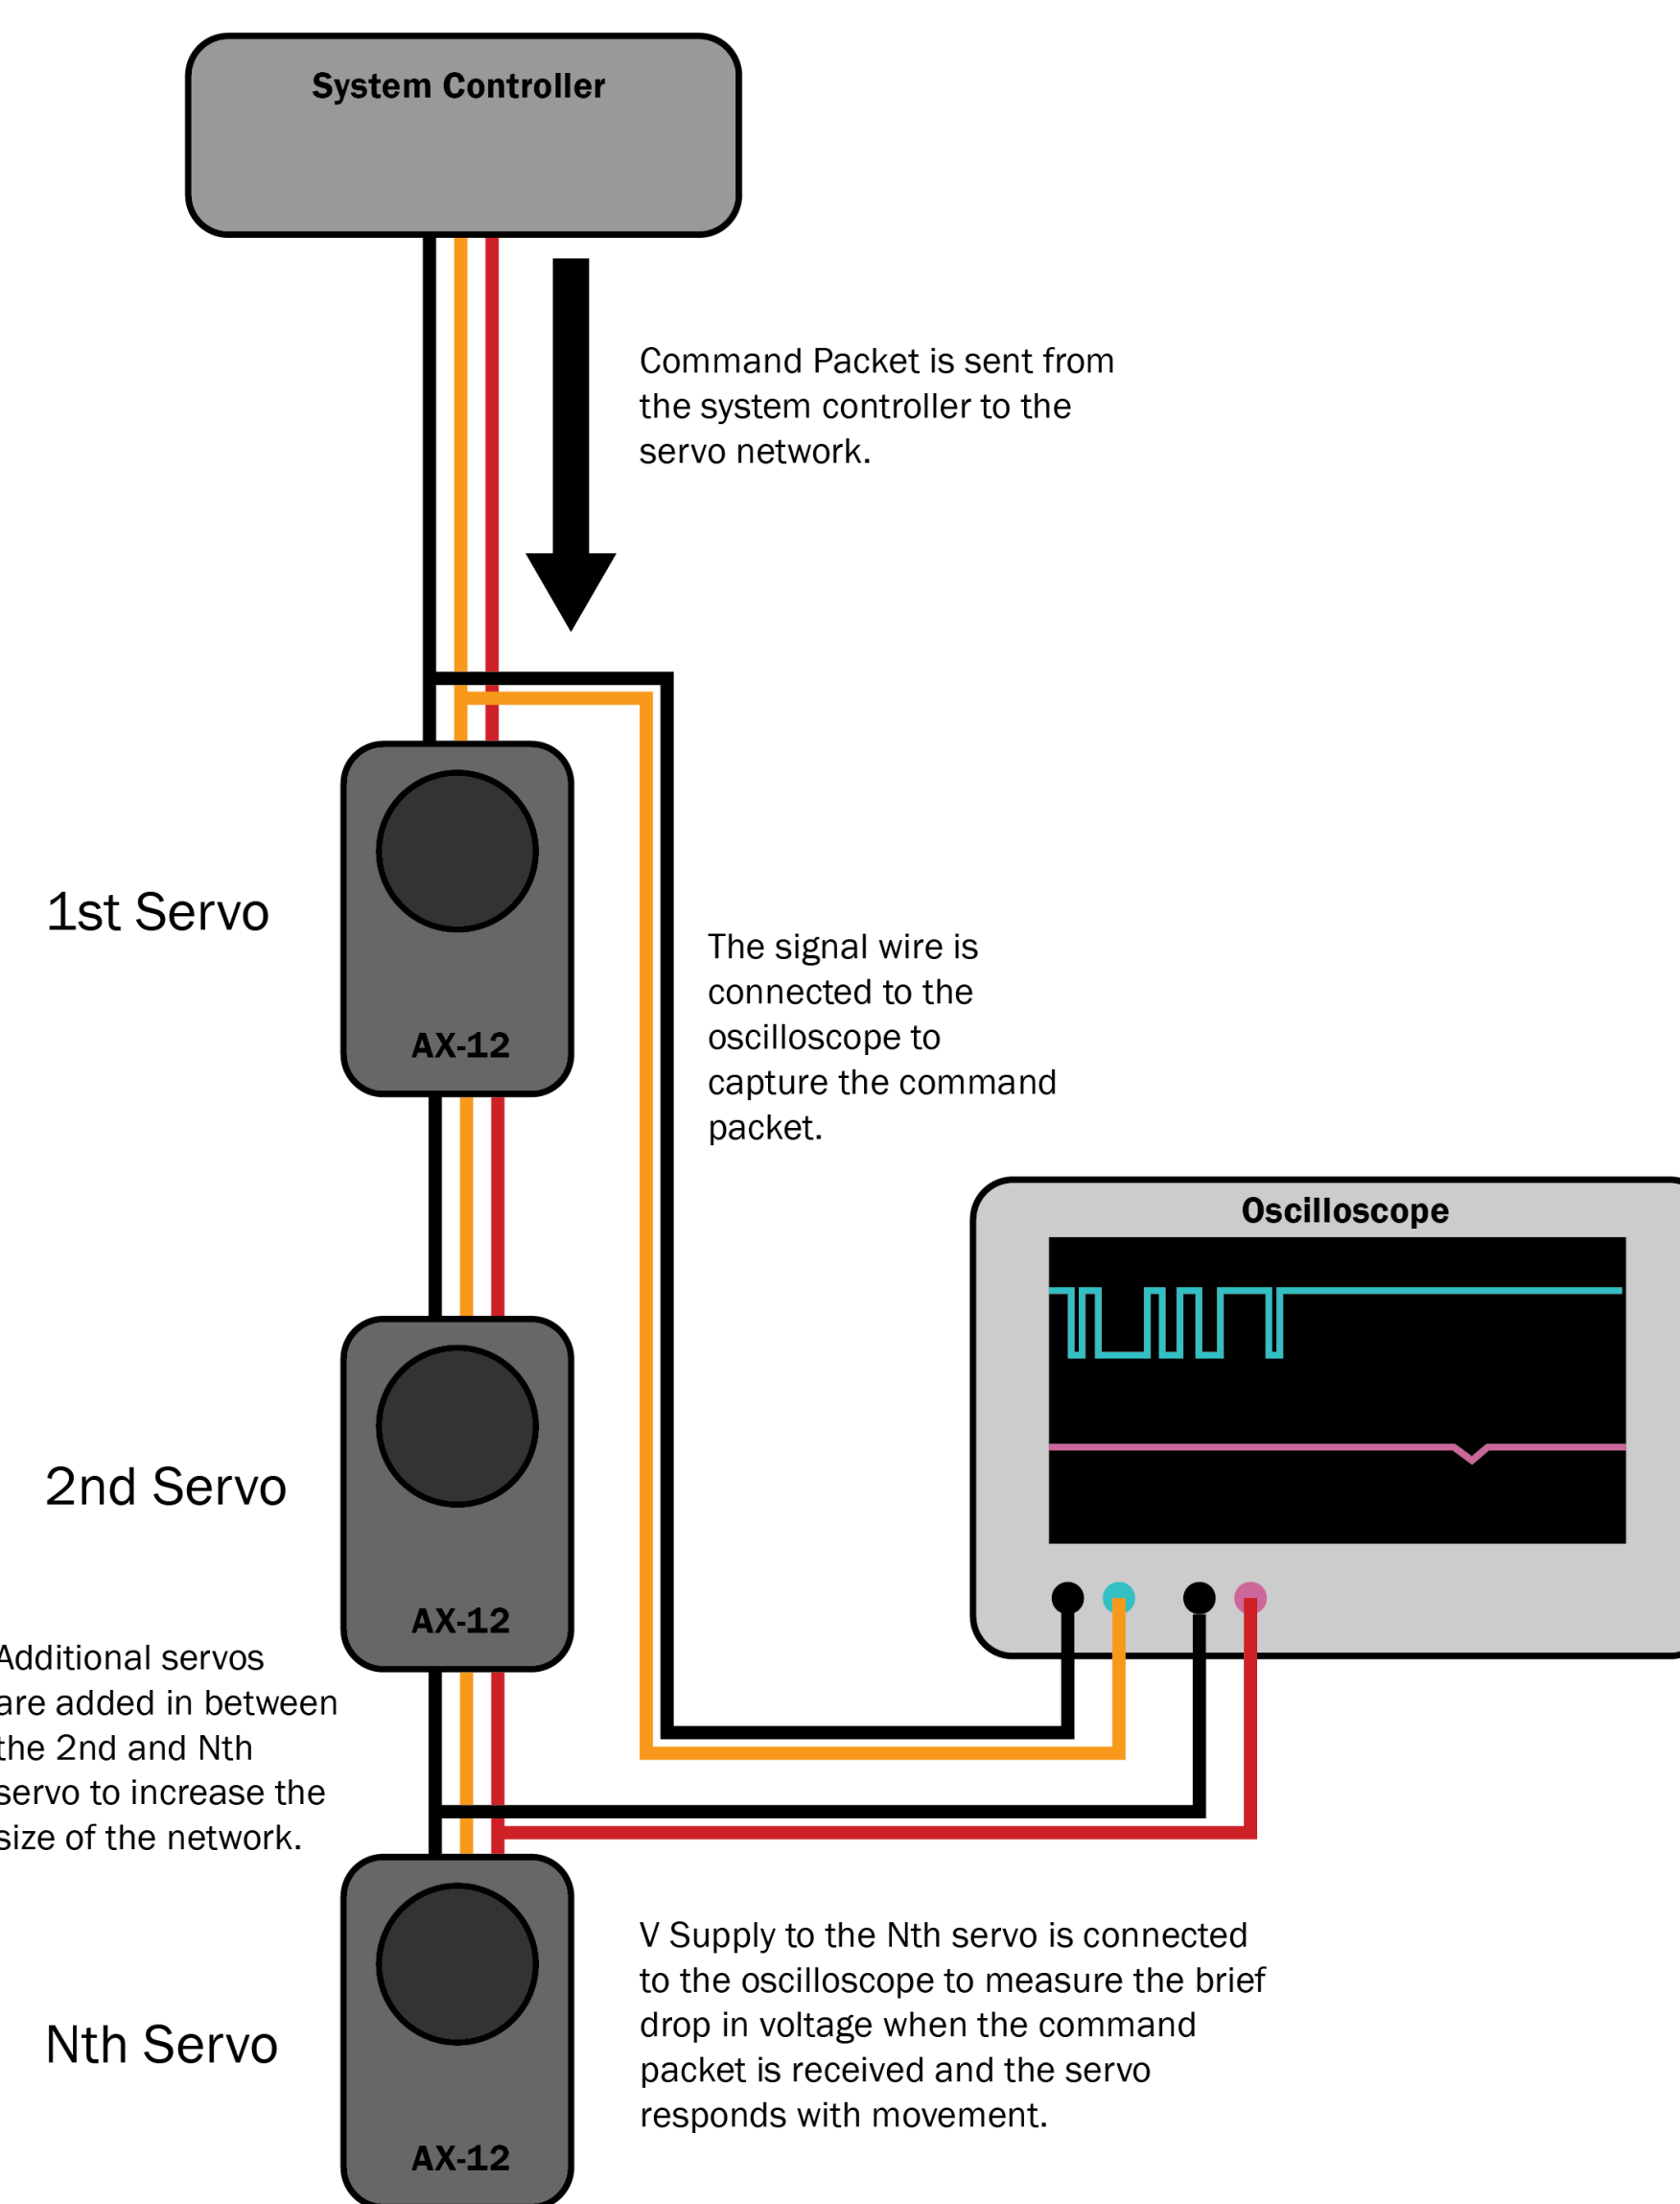 System Controller
Command Packet is sent from
the system controller to the
servo network.
1st Servo
AX-12
The signal wire is
connected to the
oscilloscope to
capture the command
packet.
Oscilloscope
2nd Servo
AX-12
Additional servos
are added in between
the 2nd and Nth
servo to increase the
size of the network.
V Supply to the Nth servo is connected
to the oscilloscope to measure the brief
drop in voltage when the command
packet is received and the servo
responds with movement.
Nth Servo
AX-12